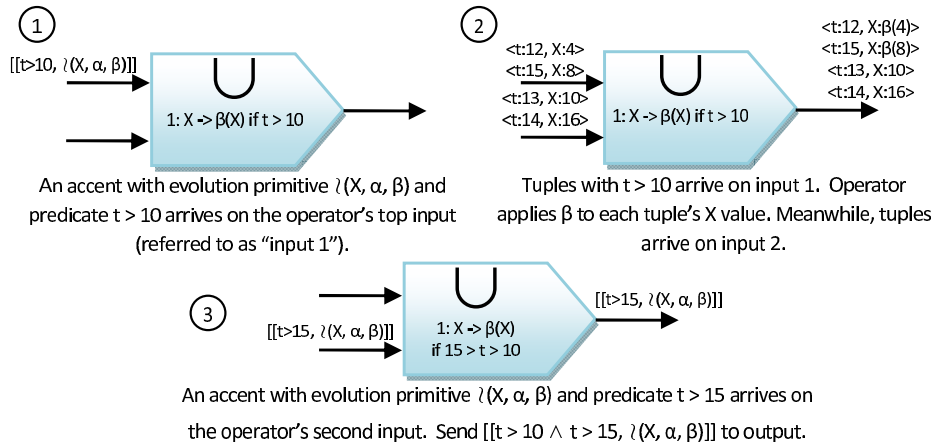 1
[[t>10, ≀(X, α, β)]]
∪
1: X -> β(X) if t > 10
An accent with evolution primitive ≀(X, α, β) and
predicate t > 10 arrives on the operator's top input
(referred to as “input 1”).
2
<t:12, X:4>
<t:15, X:8>
<t:13, X:10>
<t:14, X:16>
∪
1: X -> β(X) if t > 10
<t:12, X:β(4)>
<t:15, X:β(8)>
<t:13, X:10>
<t:14, X:16>
Tuples with t > 10 arrive on input 1.  Operator
applies β to each tuple's X value. Meanwhile, tuples
arrive on input 2.
3
[[t>15, ≀(X, α, β)]]
∪
1: X -> β(X)
if 15 > t > 10
[[t>15, ≀(X, α, β)]]
An accent with evolution primitive ≀(X, α, β) and predicate t > 15 arrives on
the operator's second input.  Send [[t > 10 ∧ t > 15, ≀(X, α, β)]] to output.